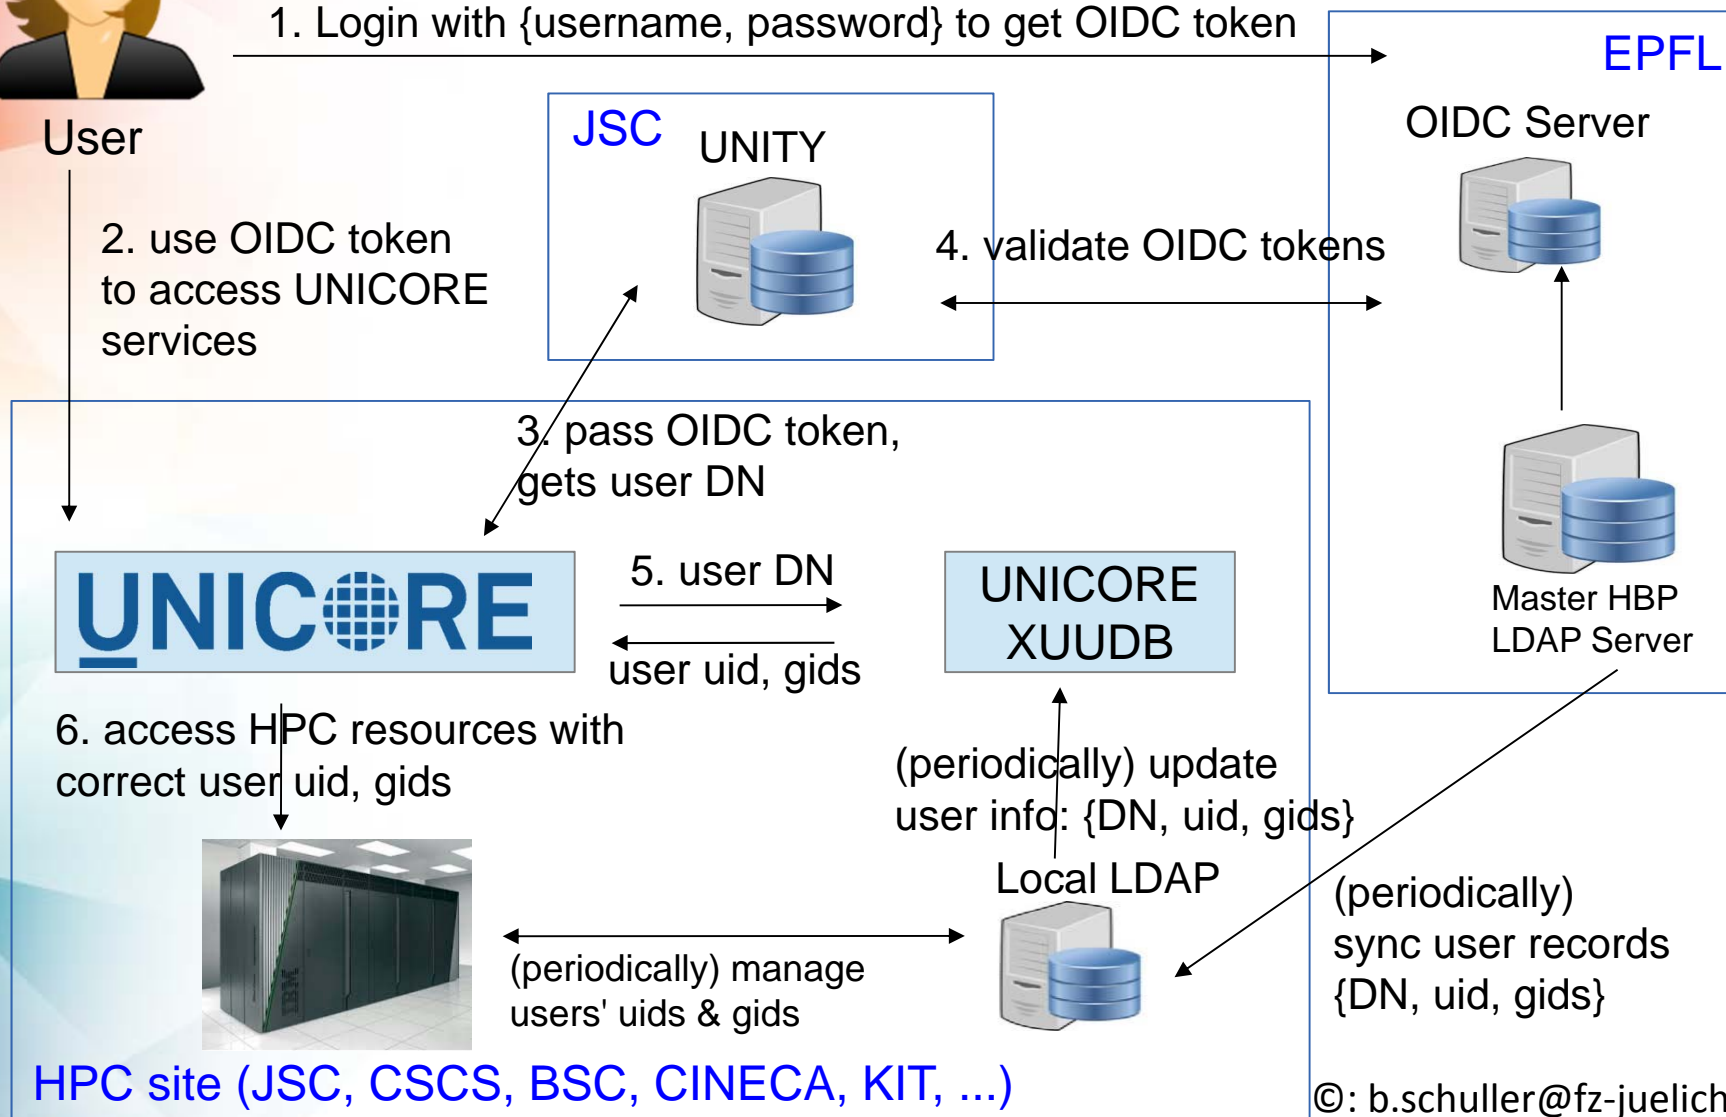 1. Login with {username, password} to get OIDC token
EPFL
User
JSC
UNITY
OIDC Server
2. use OIDC token
to access UNICORE
services
4. validate OIDC tokens
3. pass OIDC token,
gets user DN
UNICORE
5. user DN
user uid, gids
UNICORE
XUUDB
Master HBP
LDAP Server
6. access HPC resources with
correct user uid, gids
(periodically) update
user info: {DN, uid, gids}
Local LDAP
(periodically)
sync user records
{DN, uid, gids}
(periodically) manage
users' uids & gids
IBM
HPC site (JSC, CSCS, BSC, CINECA, KIT, ...)
©: b.schuller@fz-juelich